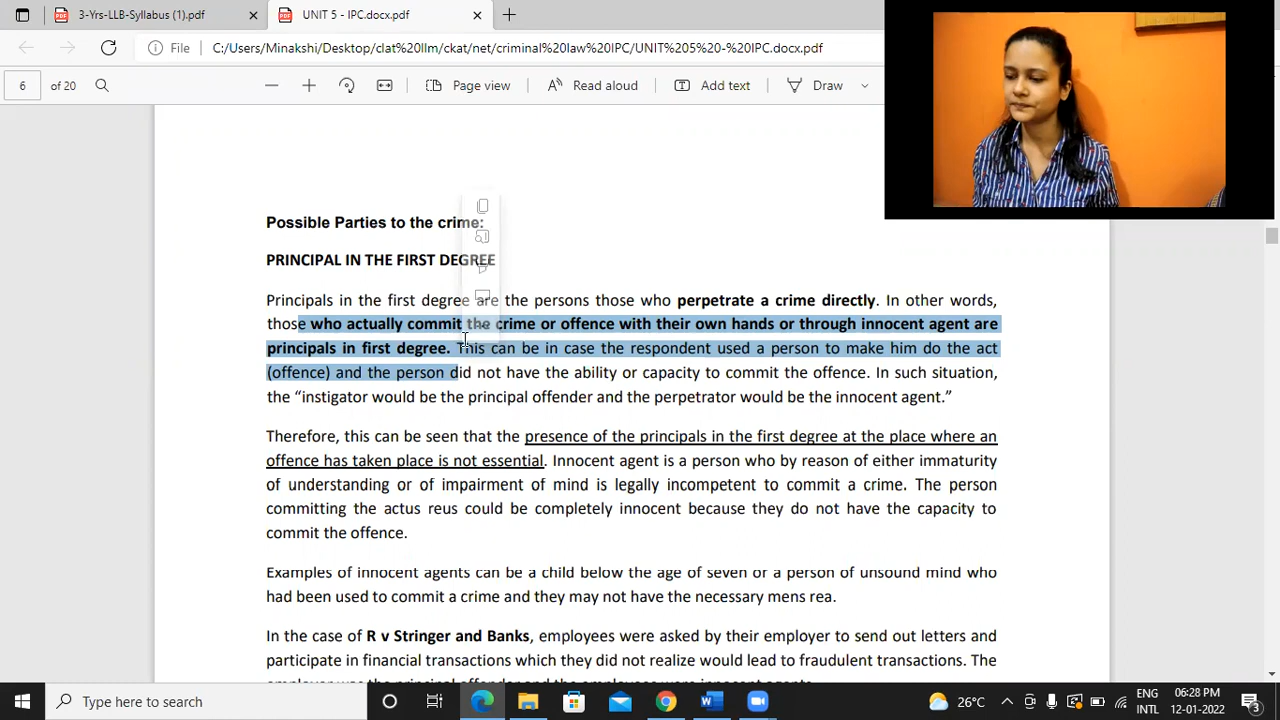 3-Yrs-LLB-Syllabus (1).pdf
UNIT 5 - IPC.docx.pdf
File
C:/Users/Minakshi/Desktop/clat%20llm/ckat/net/criminal%20law%20IPC/UNIT%205%20-%20IPC.docx.pdf
6 of 20
Page view
Read aloud
Add text
Draw
Possible Parties to the crime:
PRINCIPAL IN THE FIRST DEGREE
Principals in the first degree are the persons those who perpetrate a crime directly. In other words,
those who actually commit the crime or offence with their own hands or through innocent agent are
principals in first degree. This can be in case the respondent used a person to make him do the act
(offence) and the person did not have the ability or capacity to commit the offence. In such situation,
the “instigator would be the principal offender and the perpetrator would be the innocent agent.”
Therefore, this can be seen that the presence of the principals in the first degree at the place where an
offence has taken place is not essential. Innocent agent is a person who by reason of either immaturity
of understanding or of impairment of mind is legally incompetent to commit a crime. The person
committing the actus reus could be completely innocent because they do not have the capacity to
commit the offence.
Examples of innocent agents can be a child below the age of seven or a person of unsound mind who
had been used to commit a crime and they may not have the necessary mens rea.
In the case of R v Stringer and Banks, employees were asked by their employer to send out letters and
participate in financial transactions which they did not realize would lead to fraudulent transactions. The
Type here to search
26°C
ENG
INTL
06:28 PM
12-01-2022
3